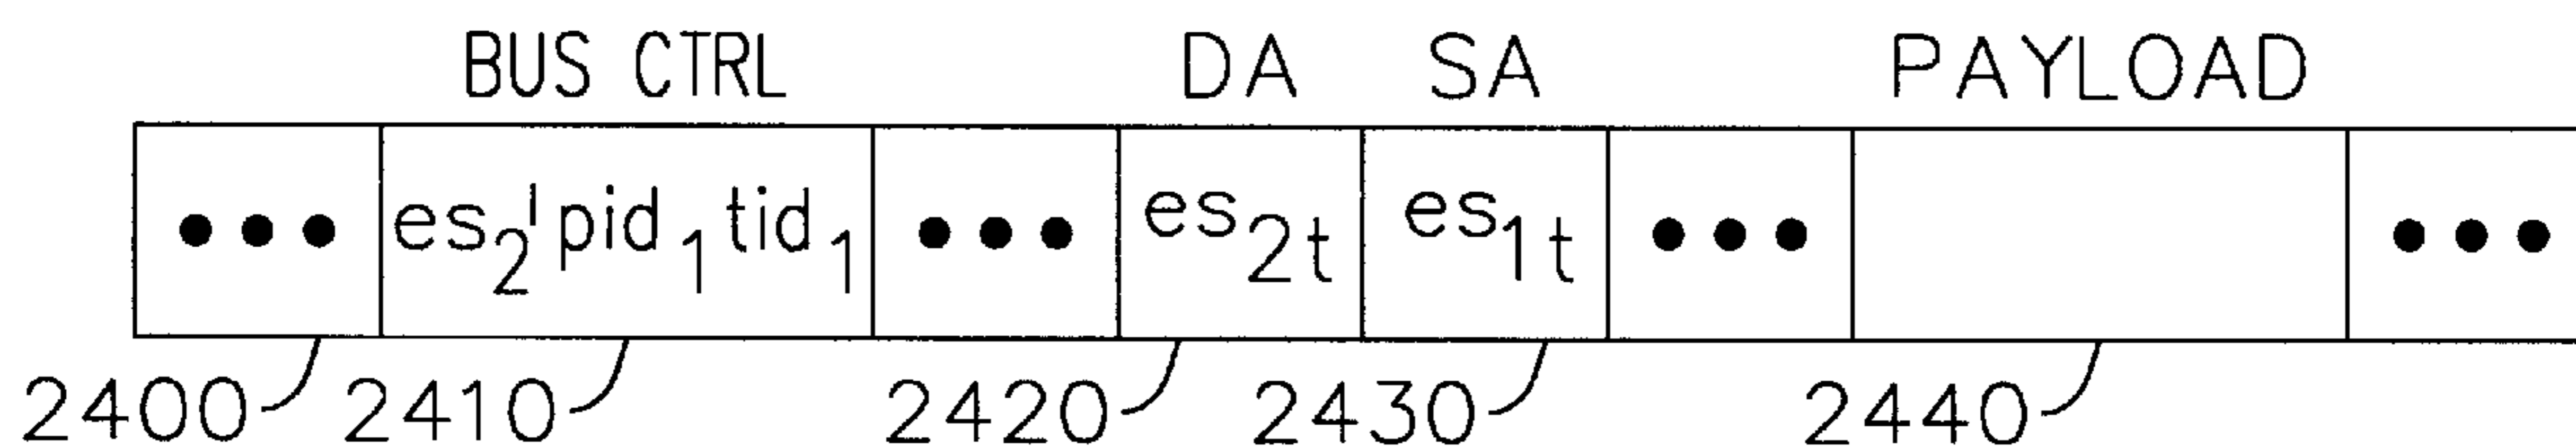 BUS CTRL DA SA PAYLOAD
••• es₂'pid₁tid₁ ••• es₂ₜ es₁ₜ ••• •••
2400 2410 2420 2430 2440